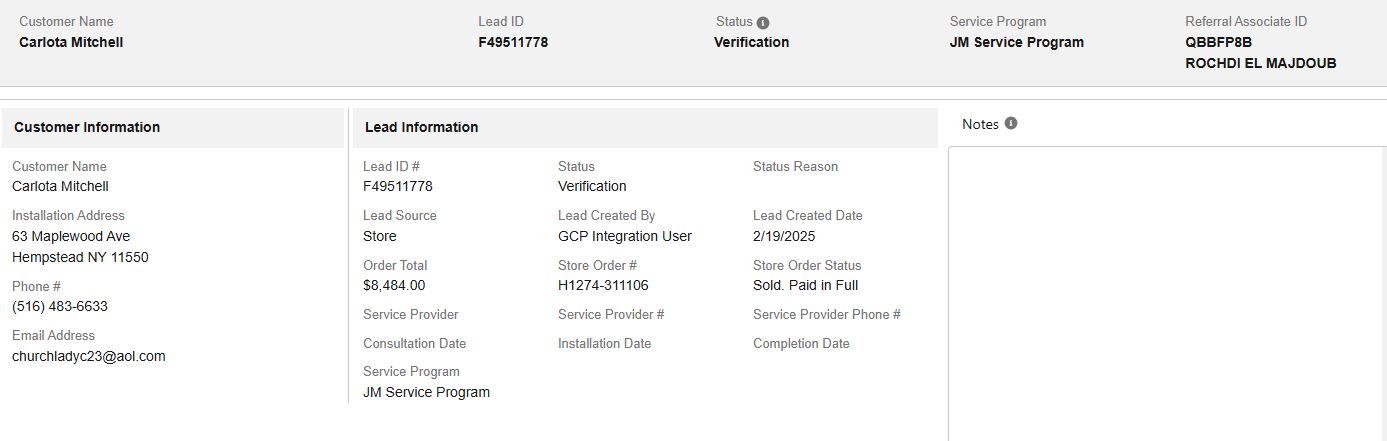 Customer Name
Carlota Mitchell
Lead ID
F49511778
Status
Verification
Service Program
JM Service Program
Referral Associate ID
QBBFP8B
ROCHDI EL MAJDOUB
Customer Information
Customer Name
Carlota Mitchell
Installation Address
63 Maplewood Ave
Hempstead NY 11550
Phone #
(516) 483-6633
Email Address
churchladyc23@aol.com
Lead Information
Lead ID #
F49511778
Status
Verification
Status Reason
Lead Source
Store
Lead Created By
GCP Integration User
Lead Created Date
2/19/2025
Order Total
$8,484.00
Store Order #
H1274-311106
Store Order Status
Sold. Paid in Full
Service Provider
Service Provider #
Service Provider Phone #
Consultation Date
Installation Date
Completion Date
Service Program
JM Service Program
Notes